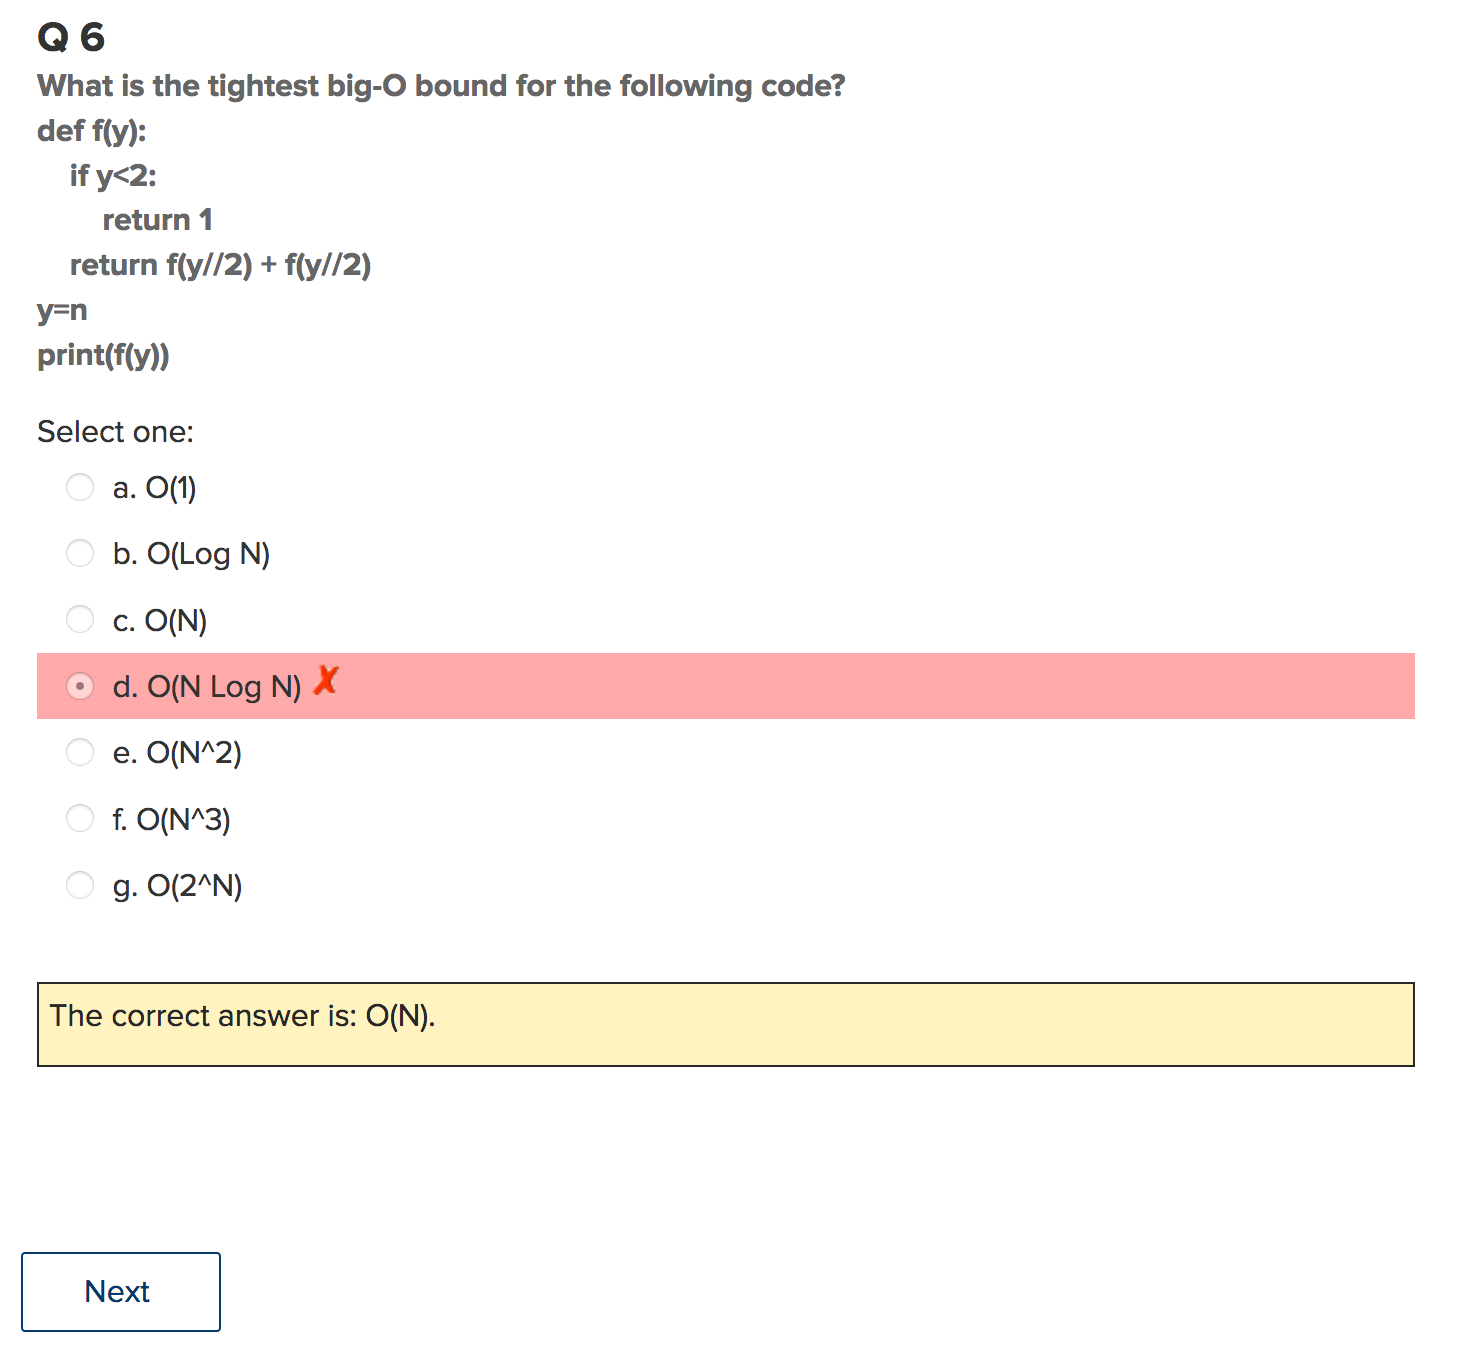 Q 6
What is the tightest big-O bound for the following code?
def f(y):
if y<2:
return 1
return f(y//2) + f(y//2)
y=n
print(f(y))
Select one:
a. O(1)
b. O(Log N)
c. O(N)
d. O(N Log N) ✗
e. O(N^2)
f. O(N^3)
g. O(2^N)
The correct answer is: O(N).
Next